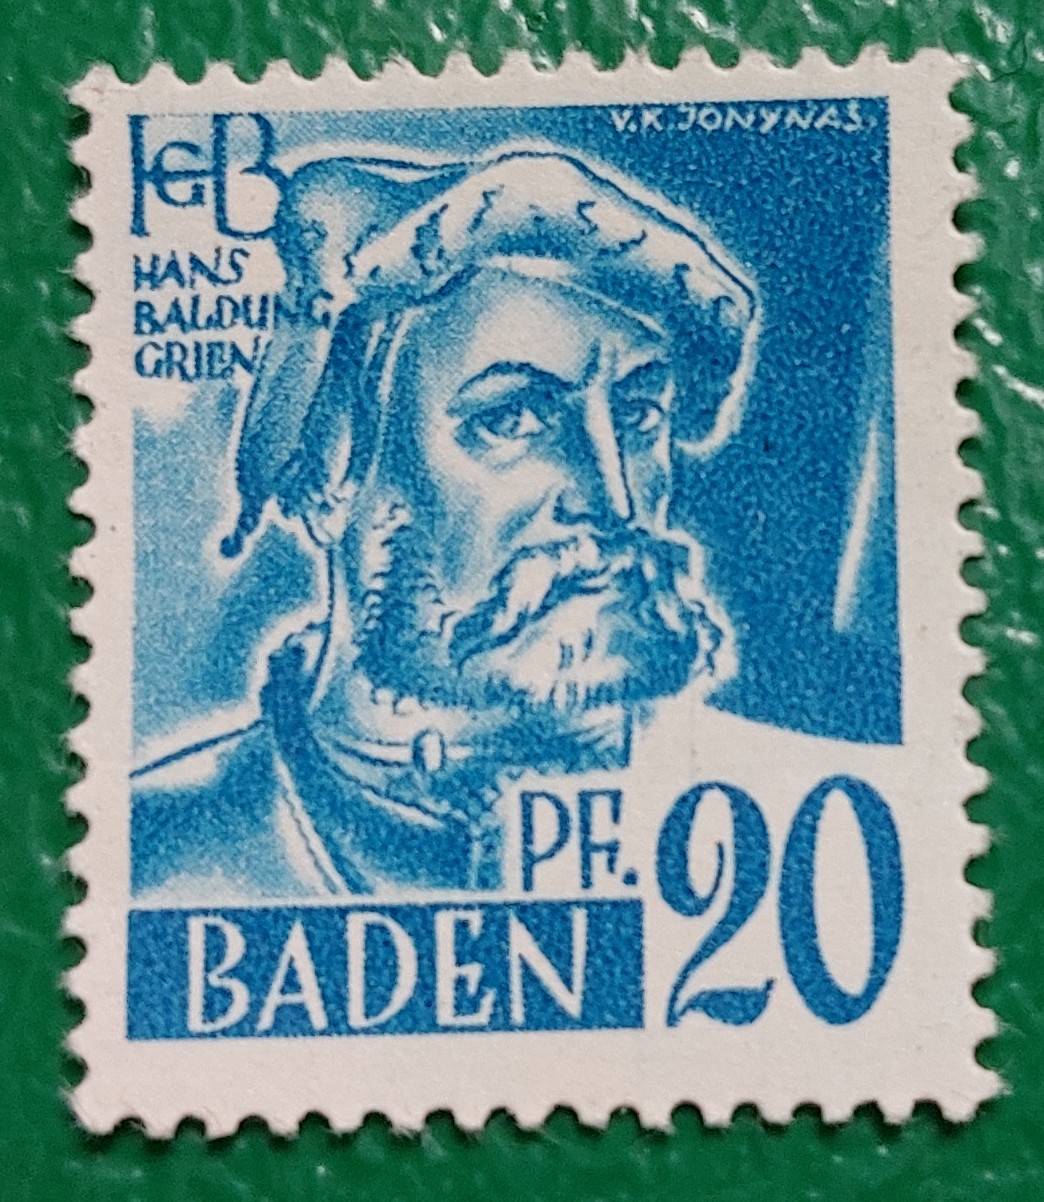 V.K.JONYNAS.
HGB
HANS
BALDUNG
GRIEN
PF. 20
BADEN